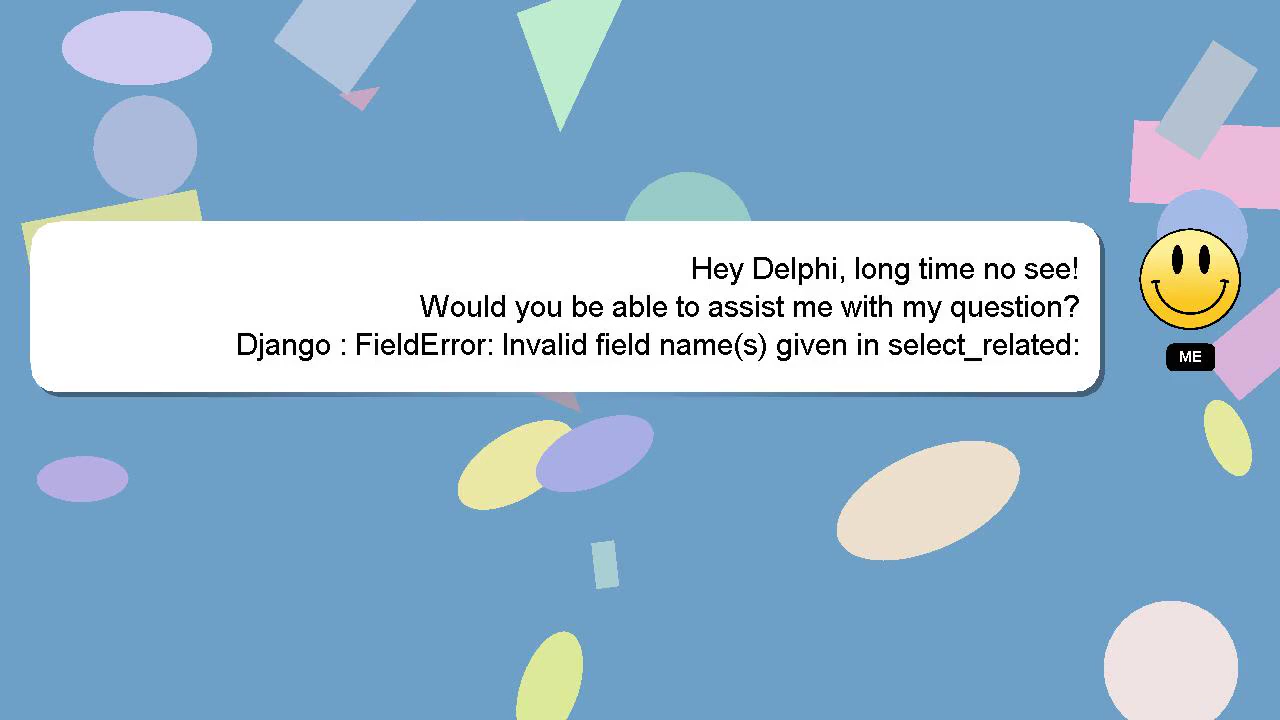 Hey Delphi, long time no see!
Would you be able to assist me with my question?
Django : FieldError: Invalid field name(s) given in select_related:
ME